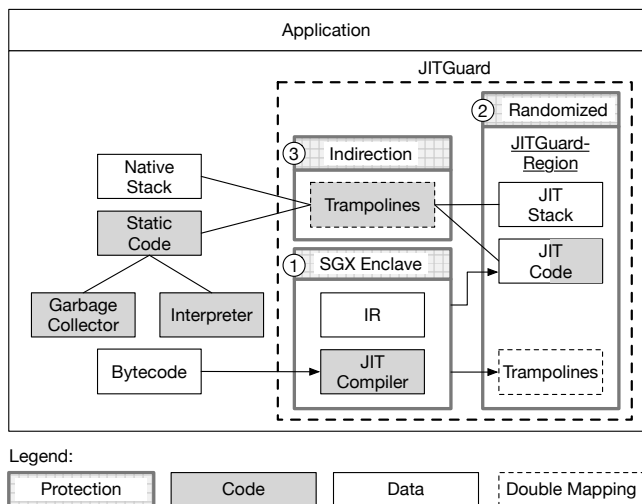 Application
JITGuard
② Randomized
JITGuard-
Region
③ Indirection
Native
Stack
Trampolines
JIT
Stack
Static
Code
JIT
Code
① SGX Enclave
Garbage
Collector
Interpreter
IR
Bytecode
JIT
Compiler
Trampolines
Legend:
Protection
Code
Data
Double Mapping